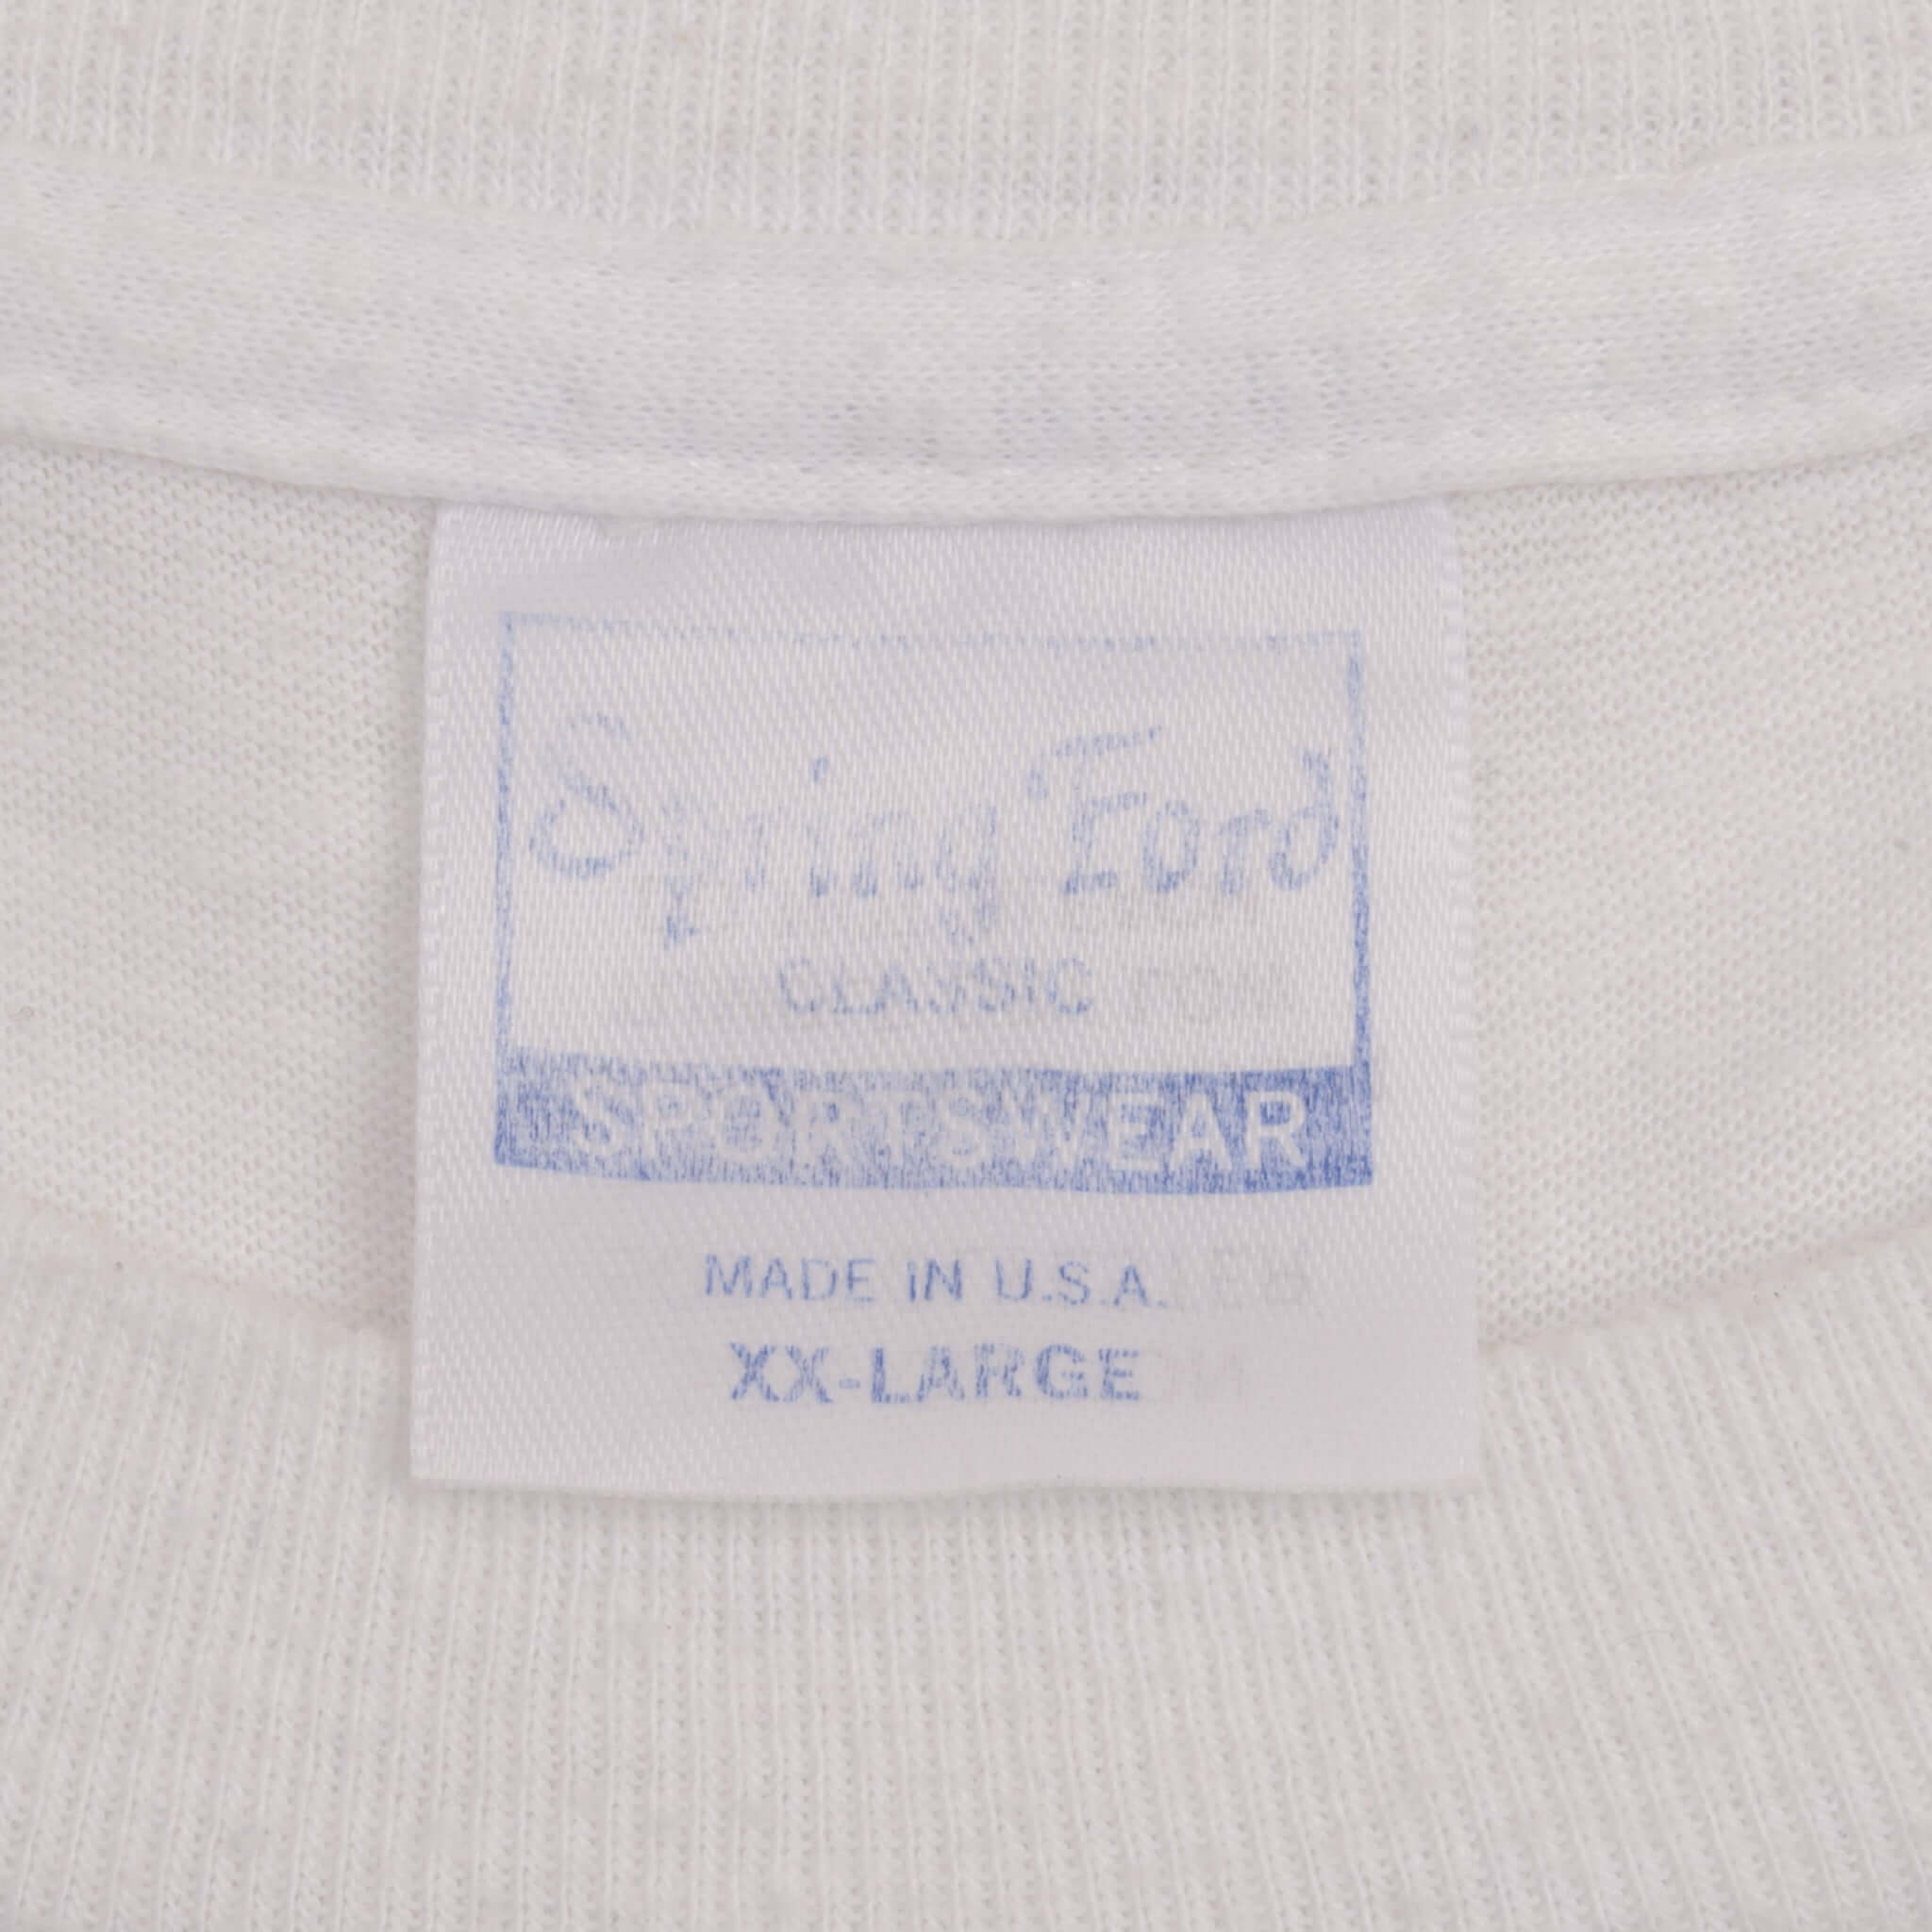 Spring Ford
CLASSIC
SPORTSWEAR
MADE IN U.S.A.
XX-LARGE